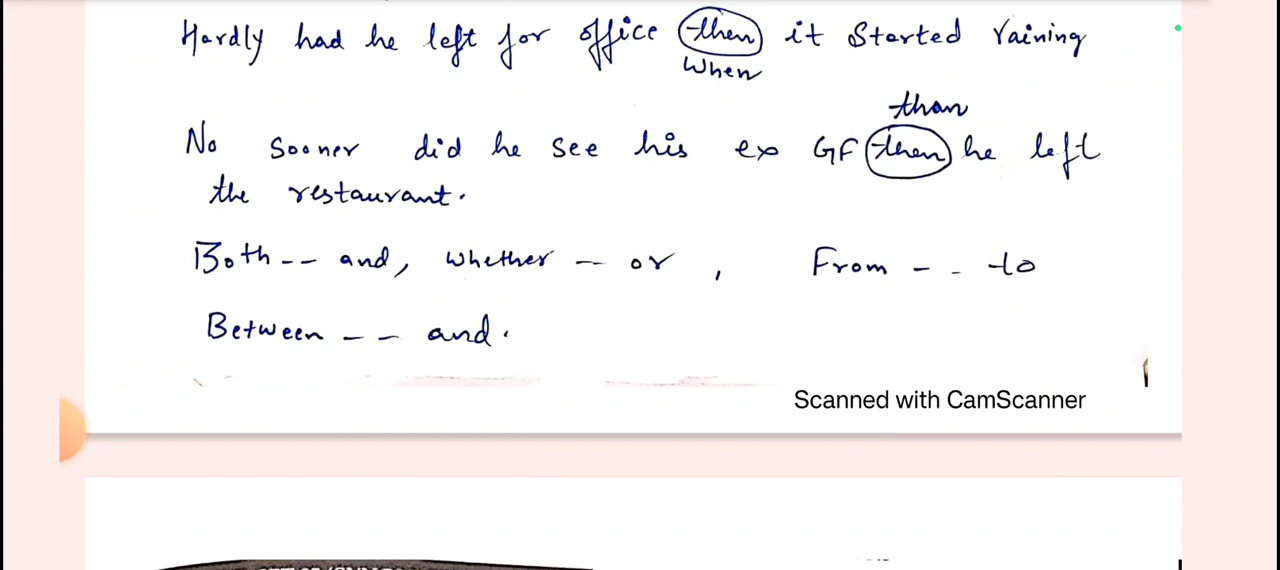 Hardly had he left for office then it started raining
when
than
No sooner did he see his ex GF then he left
the restaurant.
Both -- and, whether - or, From -- to
Between -- and.
Scanned with CamScanner